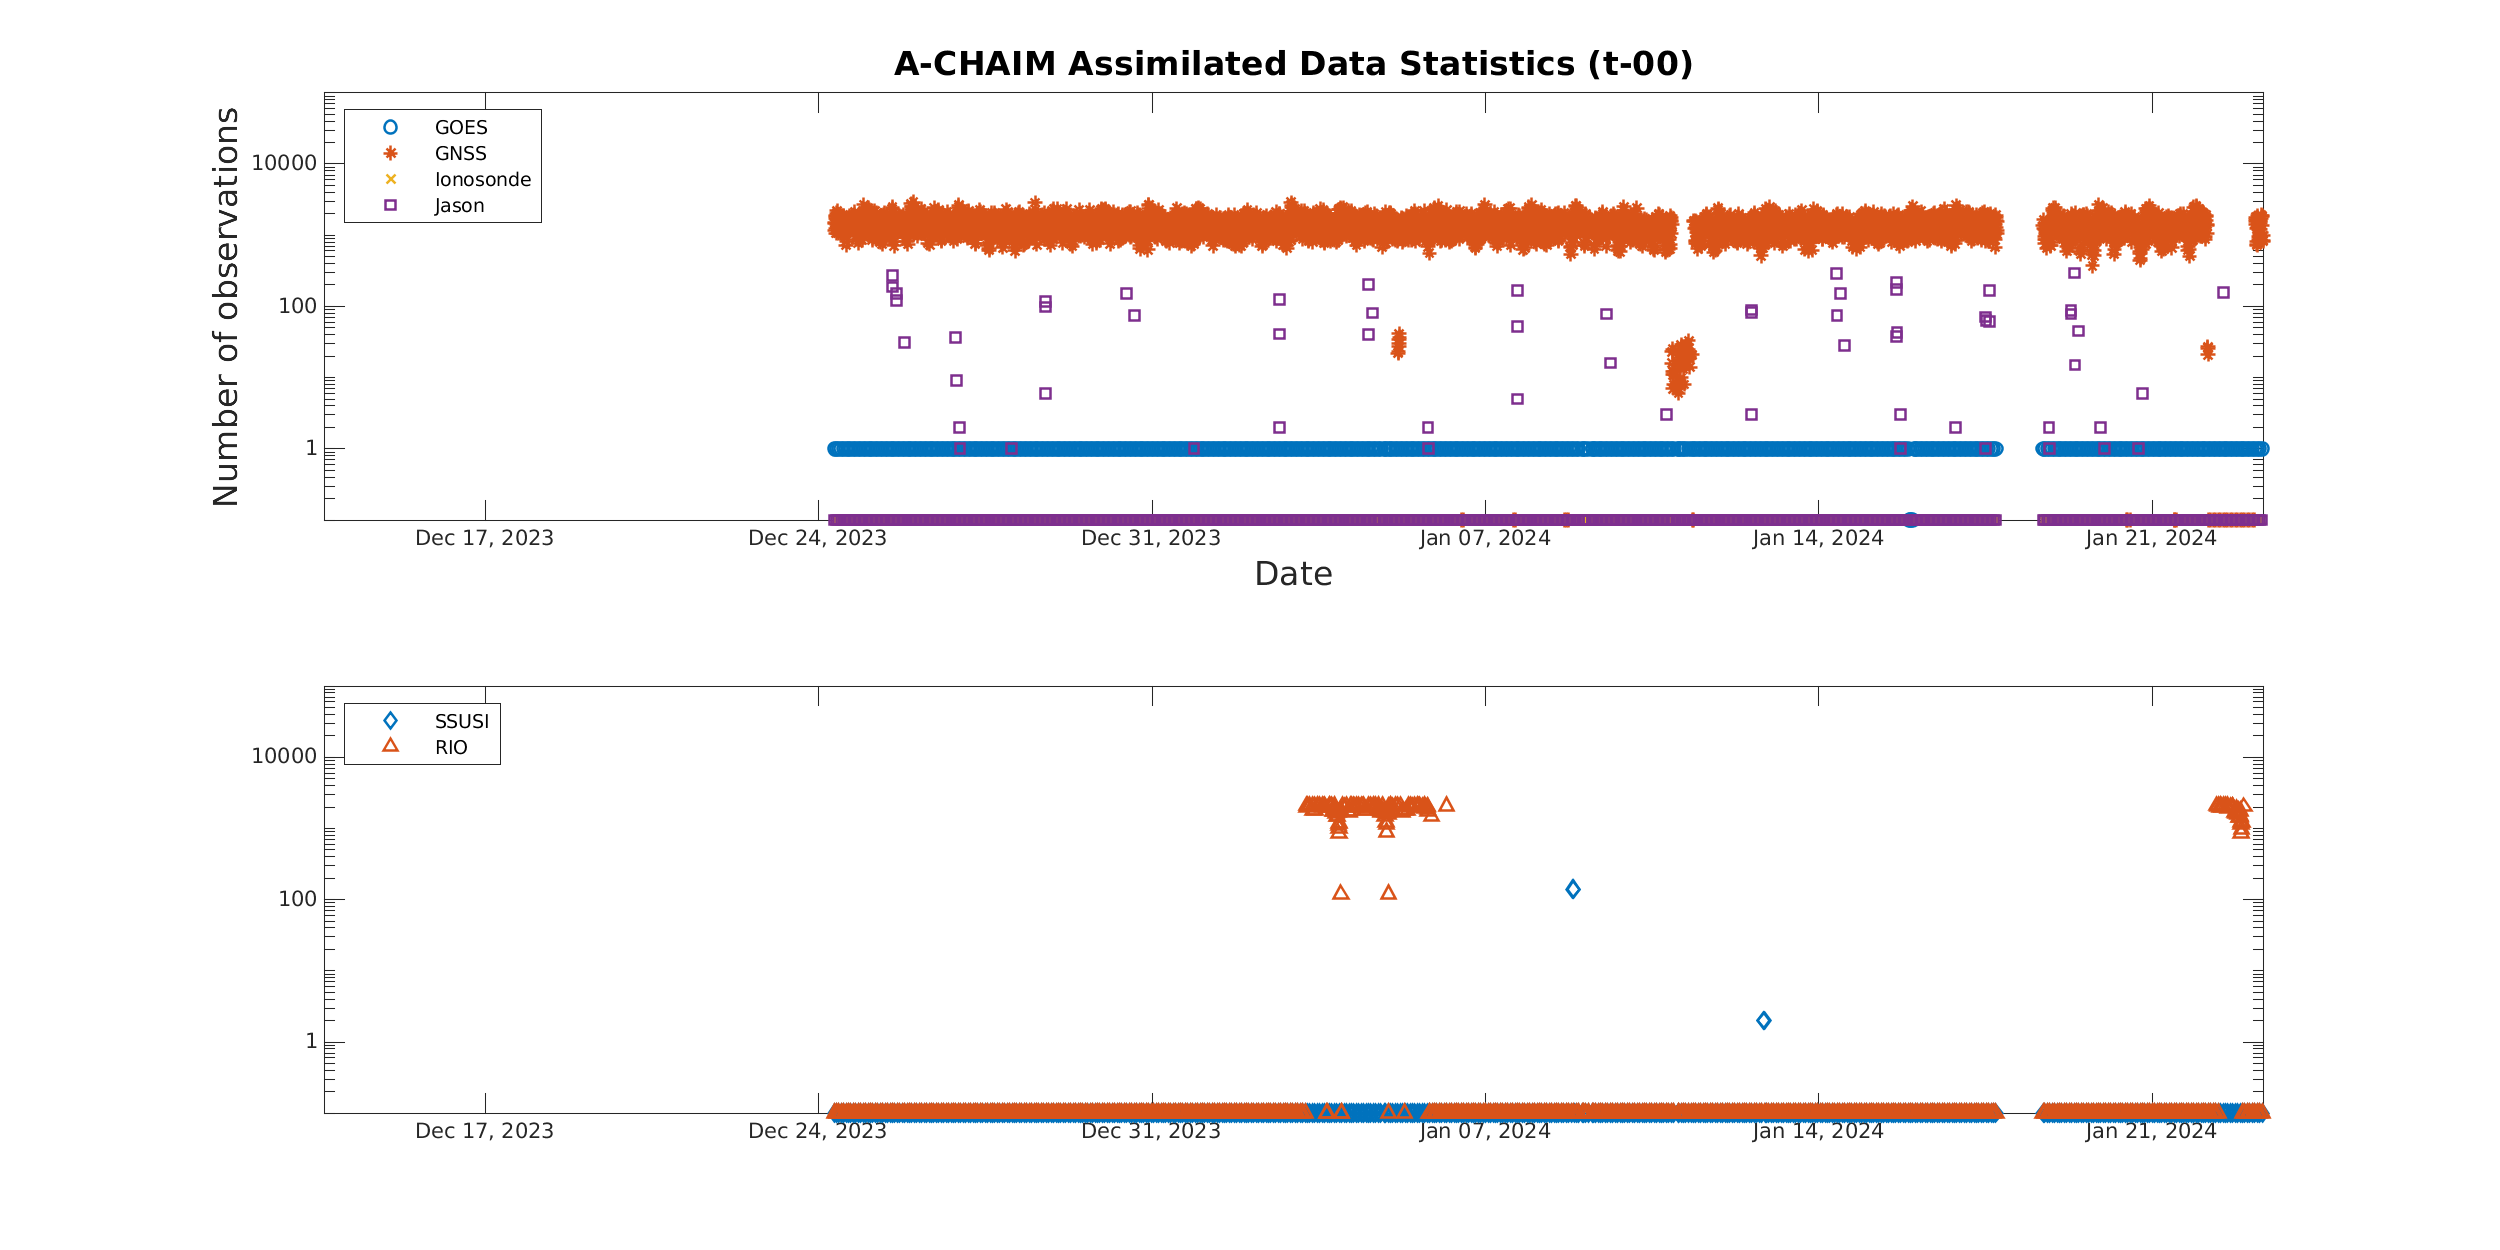 A-CHAIM Assimilated Data Statistics (t-00)
Number of observations
GOES
GNSS
Ionosonde
Jason
10000
100
1
Dec 17, 2023 Dec 24, 2023 Dec 31, 2023 Jan 07, 2024 Jan 14, 2024 Jan 21, 2024
Date
SSUSI
RIO
10000
100
1
Dec 17, 2023 Dec 24, 2023 Dec 31, 2023 Jan 07, 2024 Jan 14, 2024 Jan 21, 2024